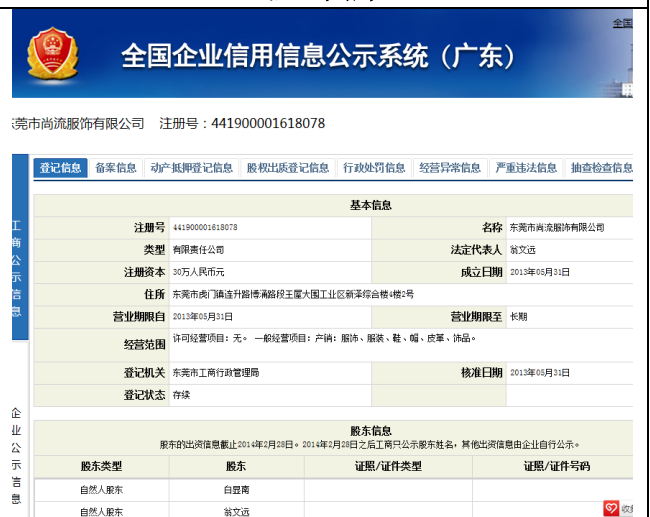 全国
全国企业信用信息公示系统（广东）
莞市尚流服饰有限公司 注册号：441900001618078
登记信息 备案信息 动产抵押登记信息 股权出质登记信息 行政处罚信息 经营异常信息 严重违法信息 抽查检查信息
工商公示信息
基本信息
注册号 441900001618078 名称 东莞市尚流服饰有限公司
类型 有限责任公司 法定代表人 翁文远
注册资本 30万人民币元 成立日期 2013年05月31日
住所 东莞市虎门镇连升路博涌路段王厦大围工业区新泽综合楼4楼2号
营业期限自 2013年05月31日 营业期限至 长期
经营范围 许可经营项目：无。 一般经营项目：产销：服饰、服装、鞋、帽、皮革、饰品。
登记机关 东莞市工商行政管理局 核准日期 2013年05月31日
登记状态 存续
企业公示信息
股东信息
股东的出资信息截止2014年2月28日。2014年2月28日之后工商只公示股东姓名，其他出资信息由企业自行公示。
股东类型 股东 证照/证件类型 证照/证件号码
自然人股东 白昱南
自然人股东 翁文远